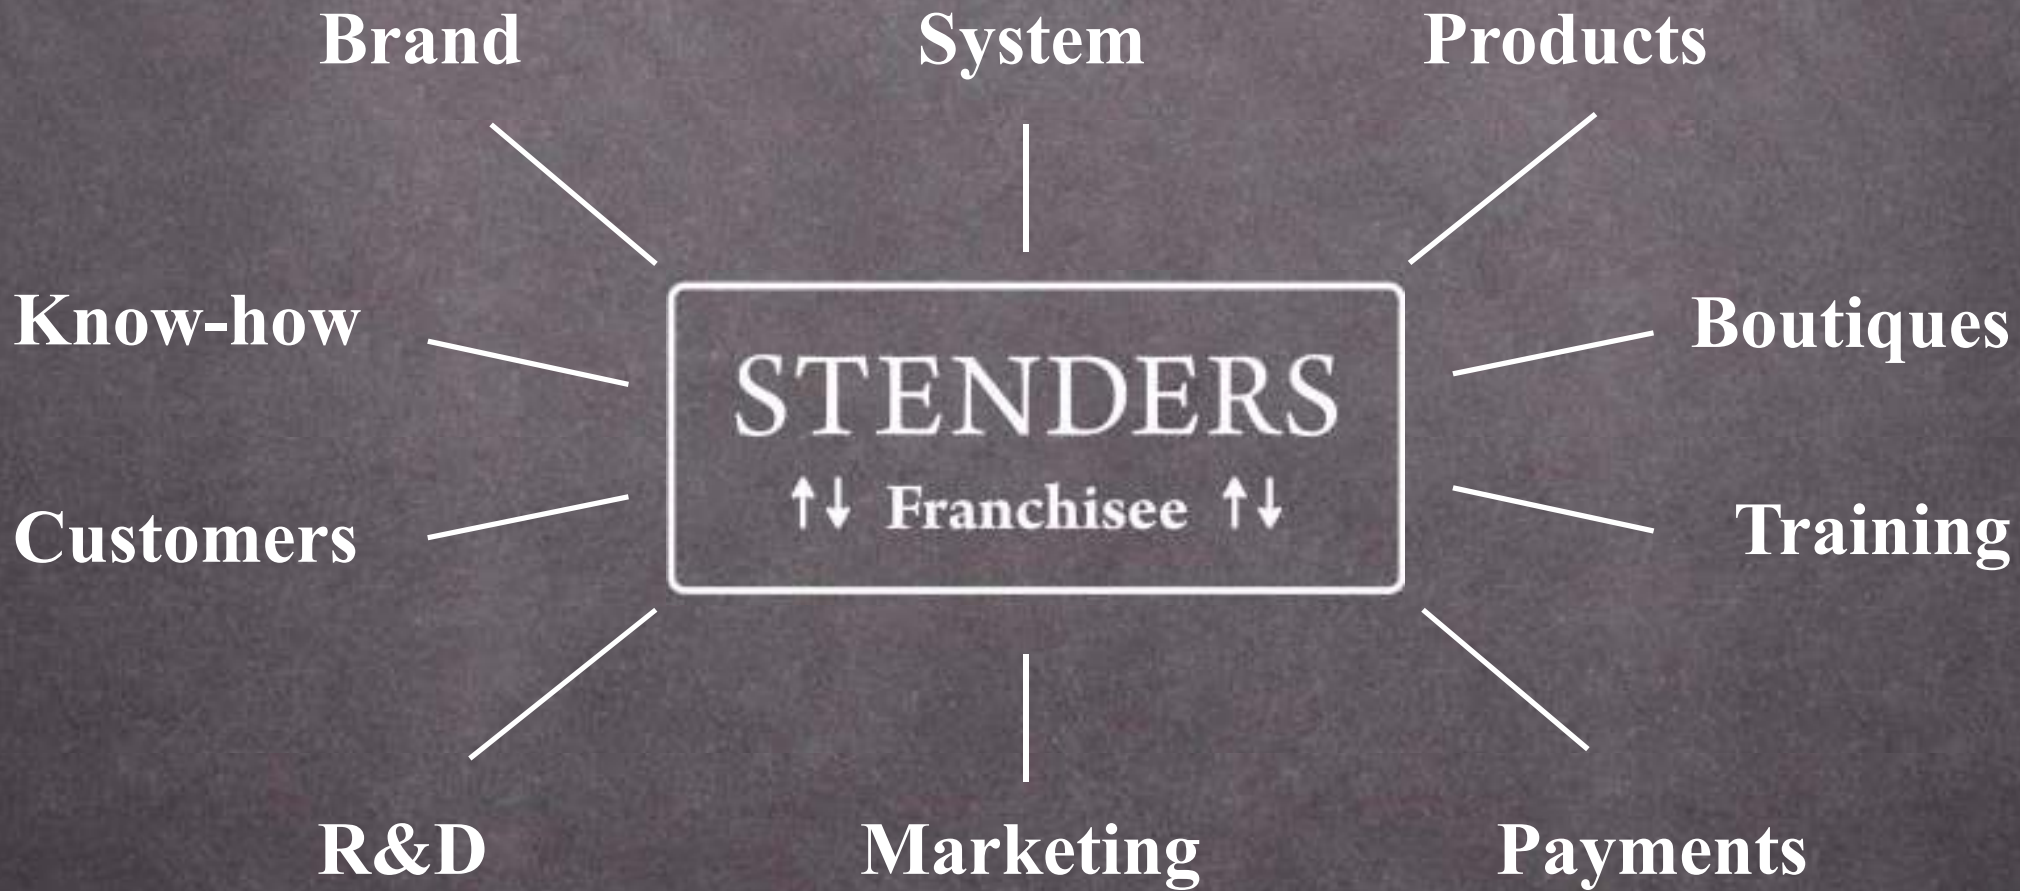 Brand
System
Products
Know-how
Boutiques
STENDERS
↑↓ Franchisee ↑↓
Customers
Training
R&D
Marketing
Payments